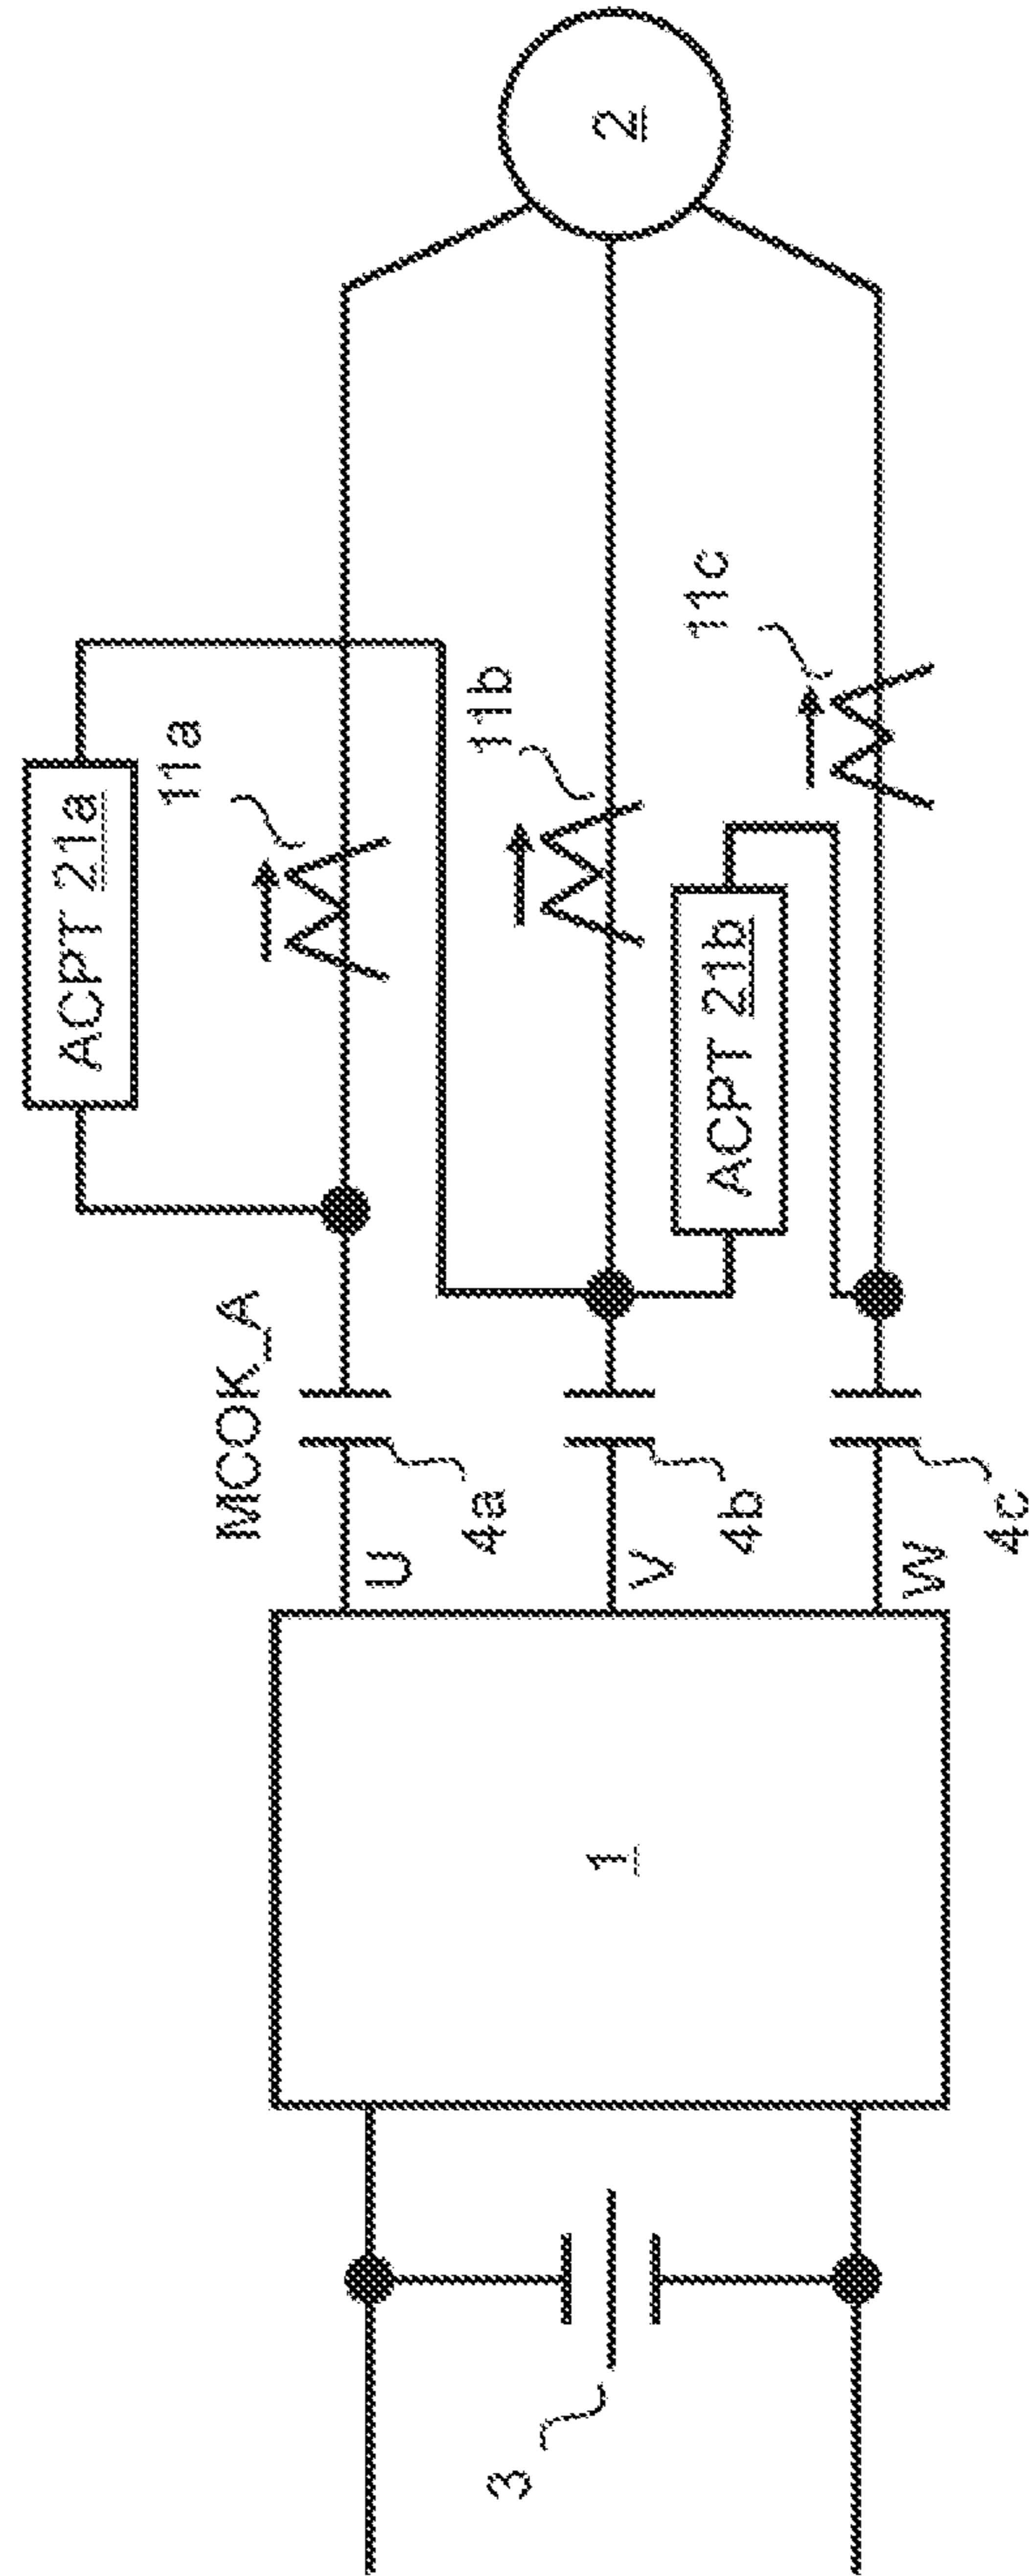 ACPT 21a
11a
MCOK_A
U
4a
11b
2
V
4b
ACPT 21b
11c
W
4c
1
3